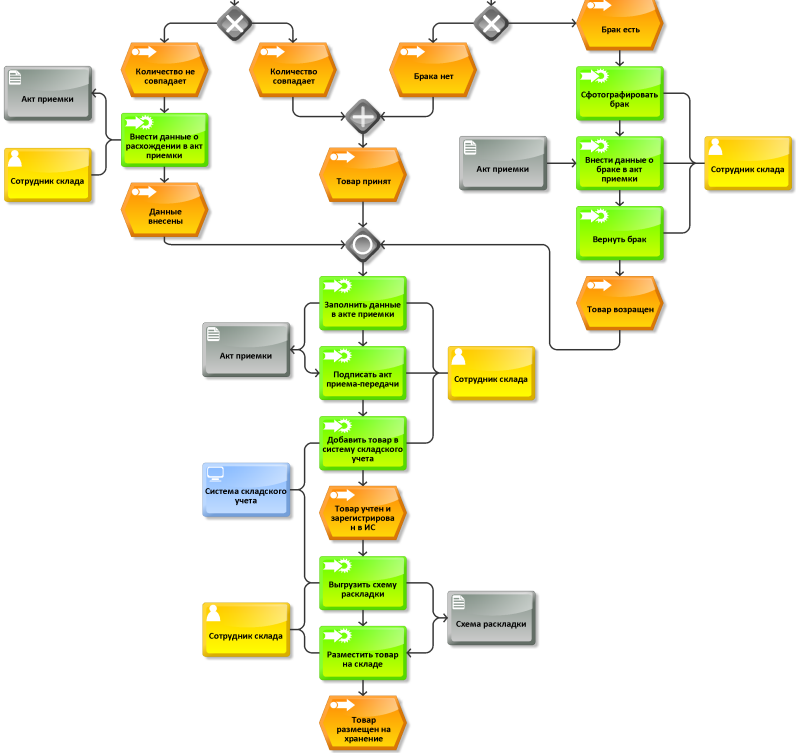 Брак есть
Количество не
совпадает
Количество
совпадает
Брака нет
Акт приемки
Сфотографировать
брак
Внести данные о
расхождении в акт
приемки
Сотрудник склада
Товар принят
Акт приемки
Внести данные о
браке в акт
приемки
Сотрудник склада
Данные
внесены
Вернуть брак
Заполнить данные
в акте приемки
Товар возращен
Акт приемки
Подписать акт
приема-передачи
Сотрудник склада
Добавить товар в
систему складского
учета
Система складского
учета
Товар учтен и
зарегистрирова
н в ИС
Выгрузить схему
раскладки
Сотрудник склада
Схема раскладки
Разместить товар
на складе
Товар
размещен на
хранение